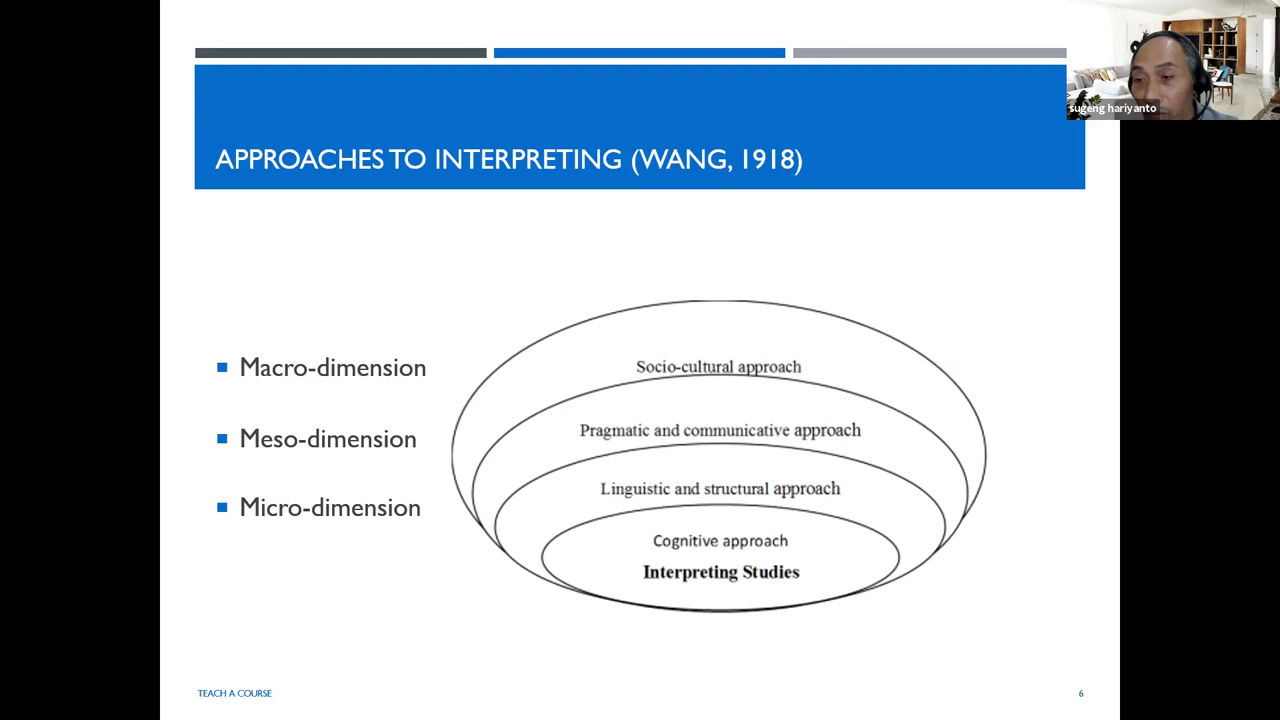 sugeng hariyanto
APPROACHES TO INTERPRETING (WANG, 1918)
Macro-dimension
Meso-dimension
Micro-dimension
Socio-cultural approach
Pragmatic and communicative approach
Linguistic and structural approach
Cognitive approach
Interpreting Studies
TEACH A COURSE
6